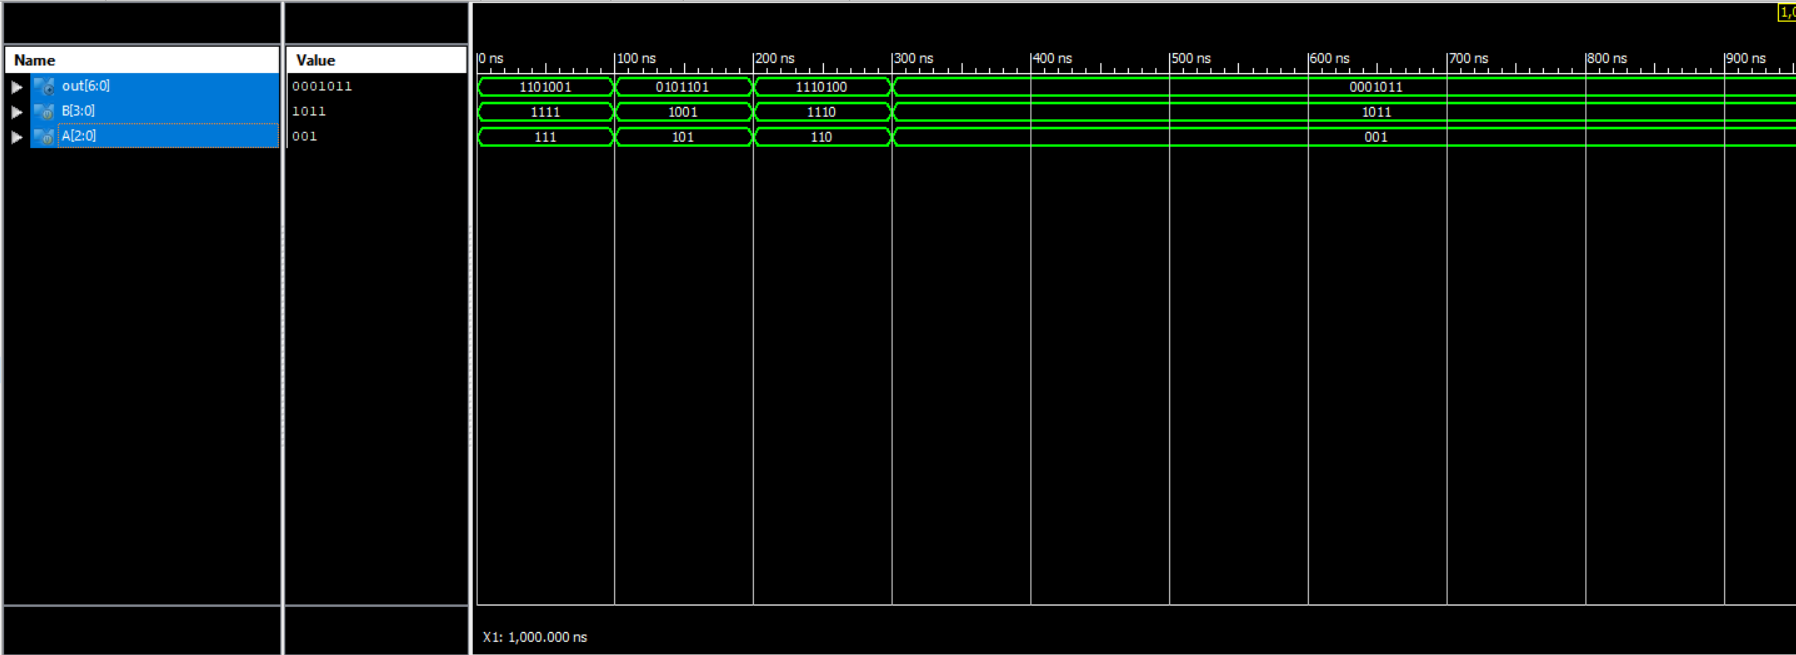 1,0
Name Value 0 ns 100 ns 200 ns 300 ns 400 ns 500 ns 600 ns 700 ns 800 ns 900 ns
out[6:0] 0001011 1101001 0101101 1110100 0001011
B[3:0] 1011 1111 1001 1110 1011
A[2:0] 001 111 101 110 001
X1: 1,000.000 ns